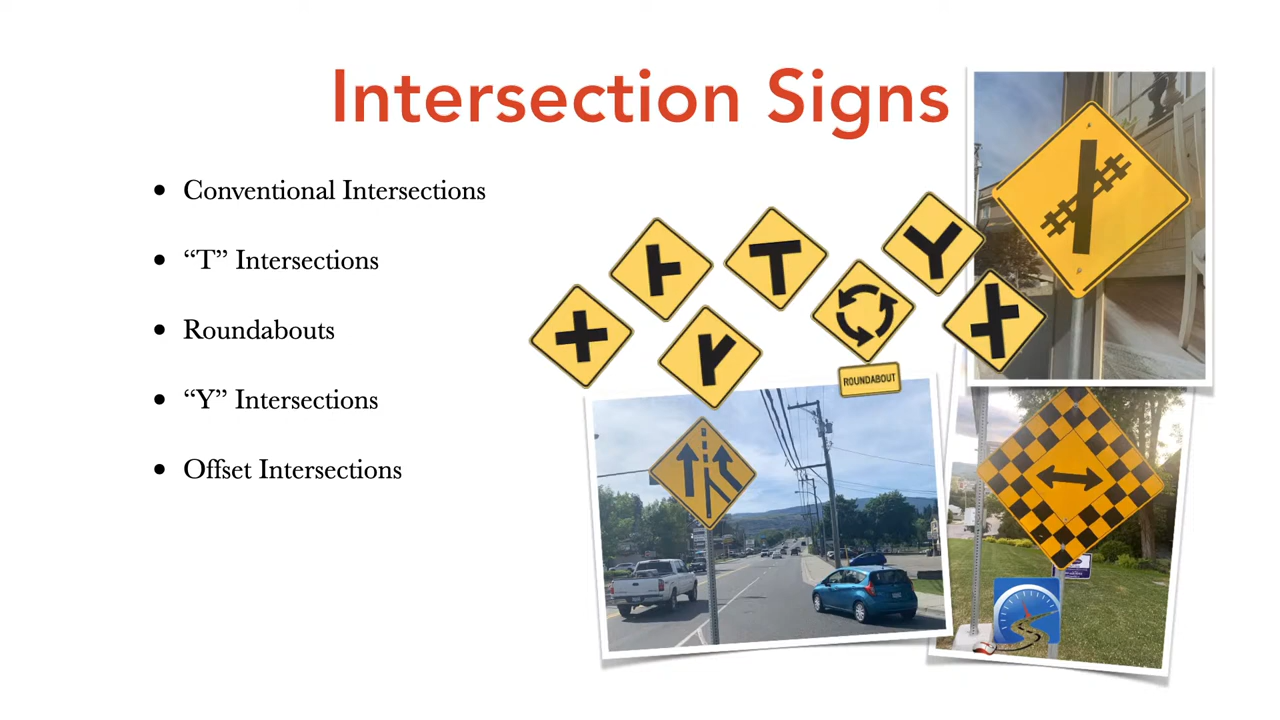 Intersection Signs
• Conventional Intersections
• “T” Intersections
• Roundabouts
• “Y” Intersections
• Offset Intersections
ROUNDABOUT